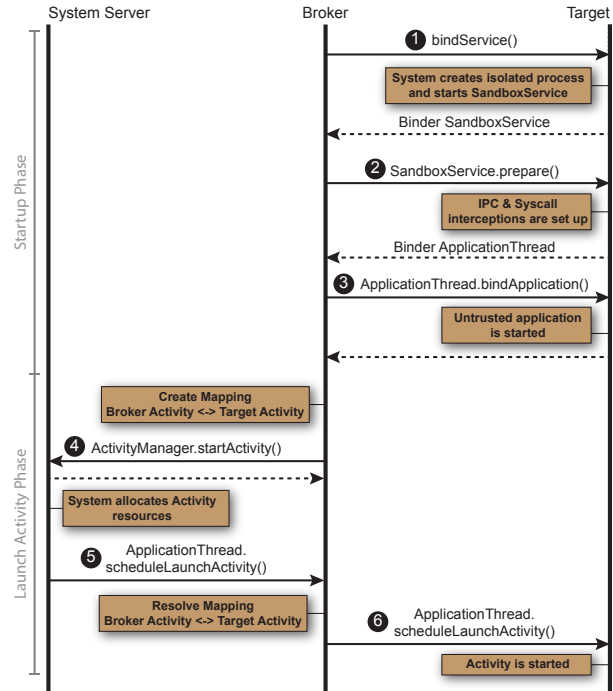 System Server
Broker
Target
Startup Phase
1 bindService()
System creates isolated process
and starts SandboxService
Binder SandboxService
2 SandboxService.prepare()
IPC & Syscall
interceptions are set up
Binder ApplicationThread
3 ApplicationThread.bindApplication()
Untrusted application
is started
Launch Activity Phase
Create Mapping
Broker Activity <-> Target Activity
4 ActivityManager.startActivity()
System allocates Activity
resources
5 ApplicationThread.
scheduleLaunchActivity()
Resolve Mapping
Broker Activity <-> Target Activity
6 ApplicationThread.
scheduleLaunchActivity()
Activity is started